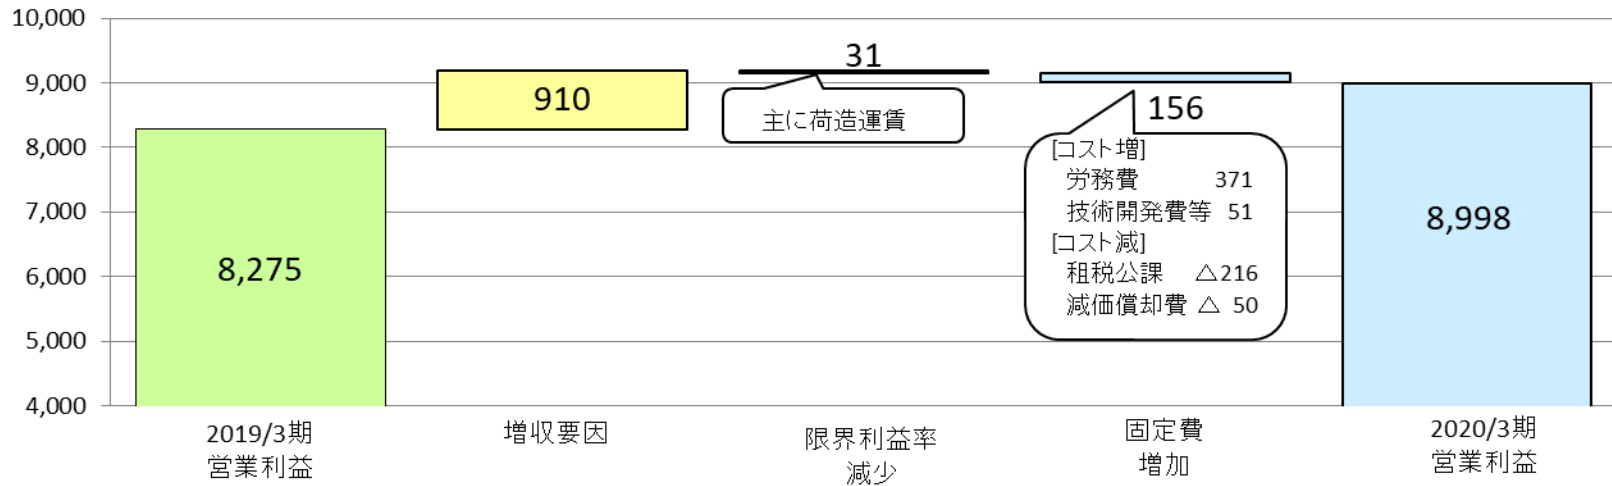 10,000
9,000
8,000
7,000
6,000
5,000
4,000
8,275
910
31
主に荷造運賃
156
[コスト増]
労務費 371
技術開発費等 51
[コスト減]
租税公課 △216
減価償却費 △ 50
8,998
2019/3期
営業利益
増収要因
限界利益率
減少
固定費
増加
2020/3期
営業利益